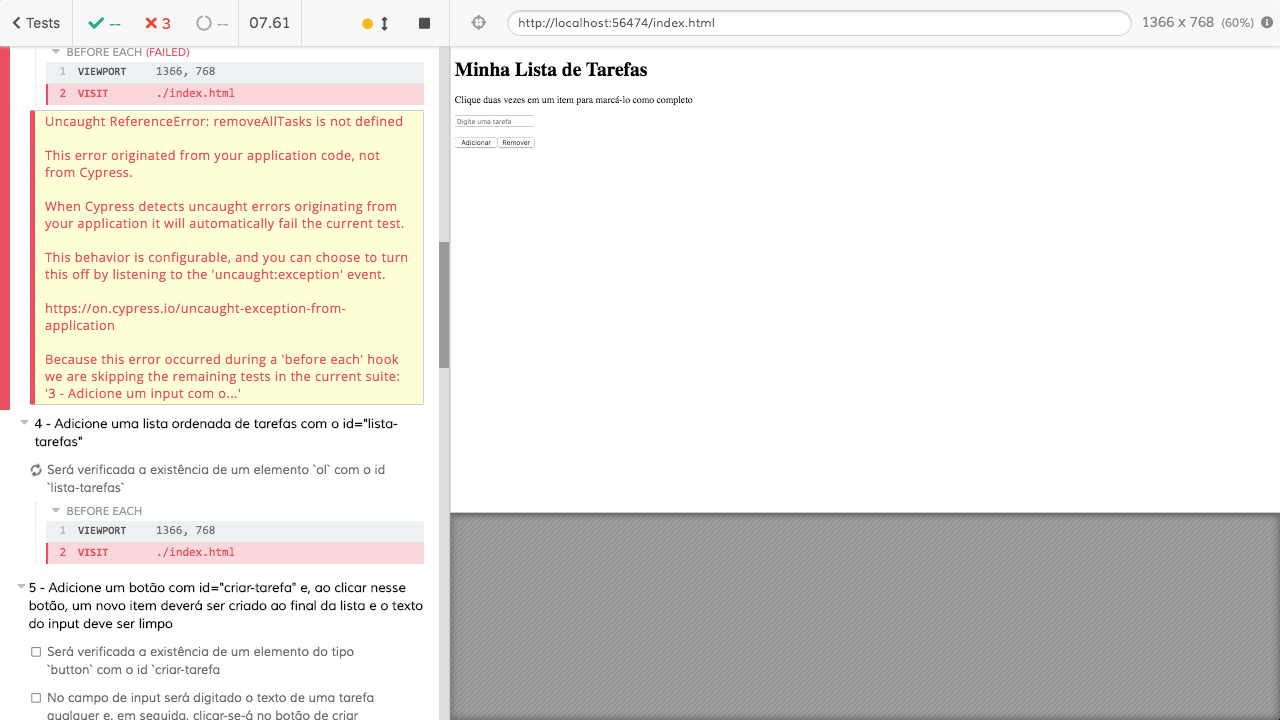 Tests
--
3
--
07.61
http://localhost:56474/index.html
1366 x 768 (60%)
BEFORE EACH (FAILED)
1 VIEWPORT 1366, 768
2 VISIT ./index.html
Uncaught ReferenceError: removeAllTasks is not defined
This error originated from your application code, not
from Cypress.
When Cypress detects uncaught errors originating from
your application it will automatically fail the current test.
This behavior is configurable, and you can choose to turn
this off by listening to the 'uncaught:exception' event.
https://on.cypress.io/uncaught-exception-from-
application
Because this error occurred during a 'before each' hook
we are skipping the remaining tests in the current suite:
'3 - Adicione um input com o...'
4 - Adicione uma lista ordenada de tarefas com o id="lista-
tarefas"
Será verificada a existência de um elemento `ol` com o id
`lista-tarefas`
BEFORE EACH
1 VIEWPORT 1366, 768
2 VISIT ./index.html
5 - Adicione um botão com id="criar-tarefa" e, ao clicar nesse
botão, um novo item deverá ser criado ao final da lista e o texto
do input deve ser limpo
Será verificada a existência de um elemento do tipo
`button` com o id `criar-tarefa
No campo de input será digitado o texto de uma tarefa
qualquer e, em seguida, clicar-se-á no botão de criar
Minha Lista de Tarefas
Clique duas vezes em um item para marcá-lo como completo
Digite uma tarefa
Adicionar Remover